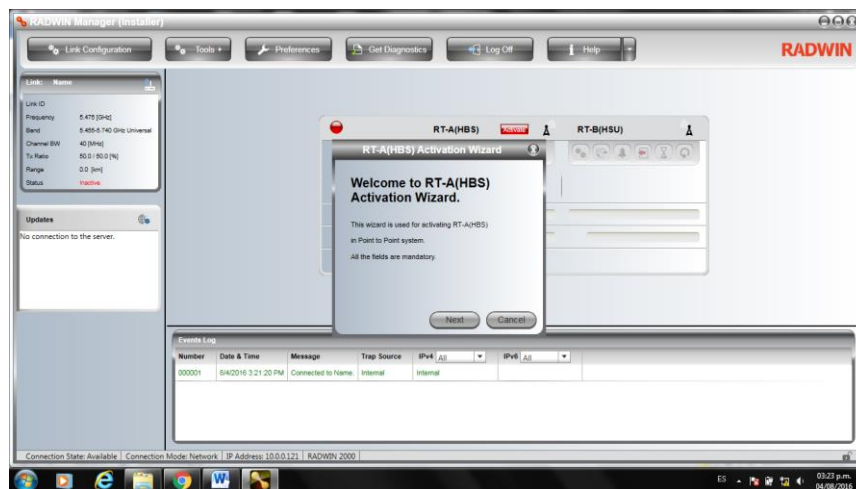 RADWIN Manager (Installer)
Link Configuration
Tools
Preferences
Get Diagnostics
Log Off
Help
RADWIN
Link: Name
Link ID
Frequency 5.475 [GHz]
Band 5.465-5.740 GHz Universal
Channel BW 40 [MHz]
Tx Ratio 50.0 / 50.0 [%]
Range 0.0 [km]
Status Inactive
Updates
No connection to the server.
RT-A(HBS) Activate RT-B(HSU)
RT-A(HBS) Activation Wizard
Welcome to RT-A(HBS)
Activation Wizard.
This wizard is used for activating RT-A(HBS)
in Point to Point system.
All the fields are mandatory.
Next Cancel
Events Log
Number Date & Time Message Trap Source IPv4 All IPv6 All
000001 8/4/2016 3:21:20 PM Connected to Name. Internal Internal
Connection State: Available Connection Mode: Network IP Address: 10.0.0.121 RADWIN 2000
ES 03:23 p.m.
04/08/2016